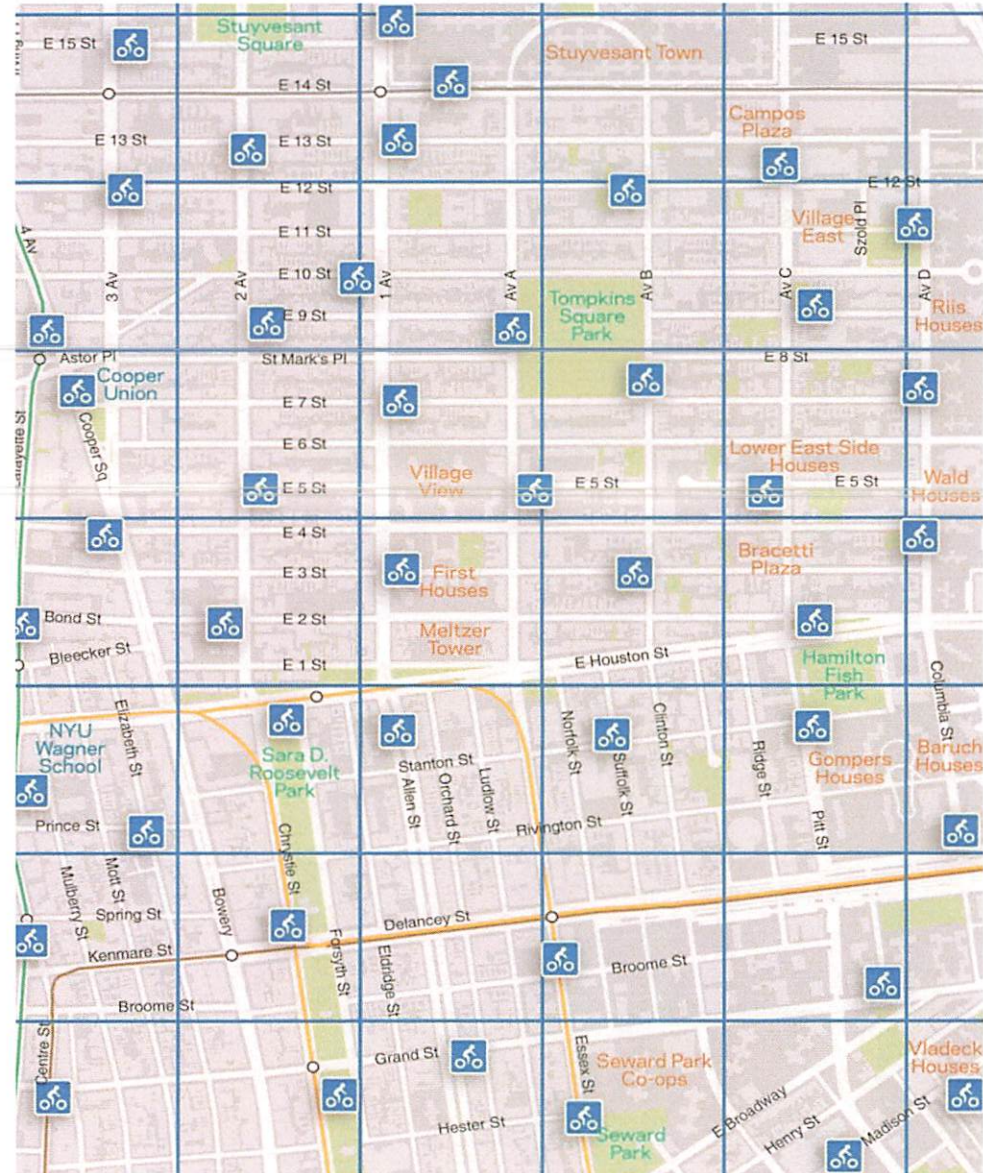 Stuyvesant
Square
E 15 St
E 15 St
Stuyvesant Town
E 14 St
Campos
Plaza
E 13 St
E 13 St
E 12 St
E 12 St
Village
East
Szold Pl
E 11 St
4 Av
3 Av
2 Av
E 10 St
1 Av
Av A
Av B
Av C
Av D
Tompkins
Square
Park
E 9 St
Riis
Houses
Astor Pl
St Mark's Pl
E 8 St
Cooper
Union
E 7 St
Cooper Sq
Lafayette St
E 6 St
Lower East Side
Houses
Village
View
E 5 St
E 5 St
E 5 St
Wald
Houses
E 4 St
Bracetti
Plaza
E 3 St
First
Houses
Bond St
E 2 St
Meltzer
Tower
Bleecker St
E 1 St
E Houston St
Hamilton
Fish
Park
Columbia St
Elizabeth St
NYU
Wagner
School
Sara D.
Roosevelt
Park
Norfolk St
Clinton St
Suffolk St
Ridge St
Gompers
Houses
Baruch
Houses
Stanton St
Allen St
Orchard St
Ludlow St
Prince St
Rivington St
Pitt St
Chrystie St
Mulberry St
Mott St
Spring St
Bowery
Delancey St
Kenmare St
Forsyth St
Eldridge St
Broome St
Broome St
Centre St
Grand St
Essex St
Seward Park
Co-ops
Vladeck
Houses
Hester St
Seward
Park
E Broadway
Henry St
Madison St